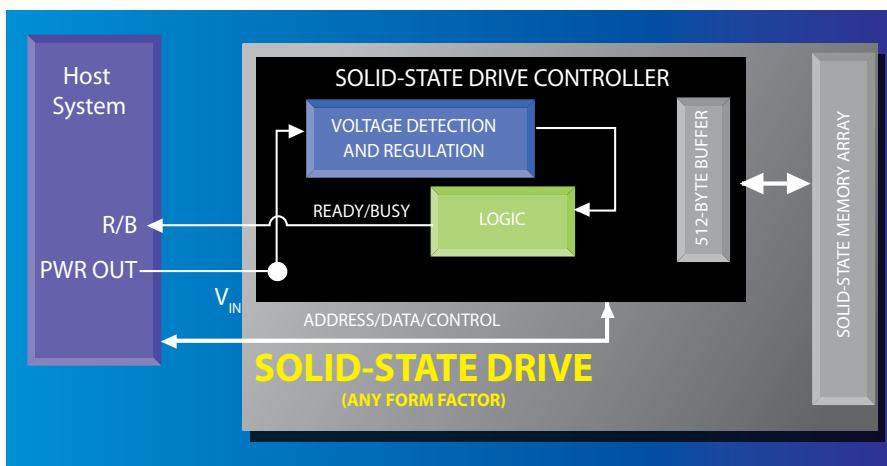 Host
System
R/B
PWR OUT
V IN
SOLID-STATE DRIVE CONTROLLER
VOLTAGE DETECTION
AND REGULATION
READY/BUSY
LOGIC
512-BYTE BUFFER
SOLID-STATE MEMORY ARRAY
ADDRESS/DATA/CONTROL
SOLID-STATE DRIVE
(ANY FORM FACTOR)